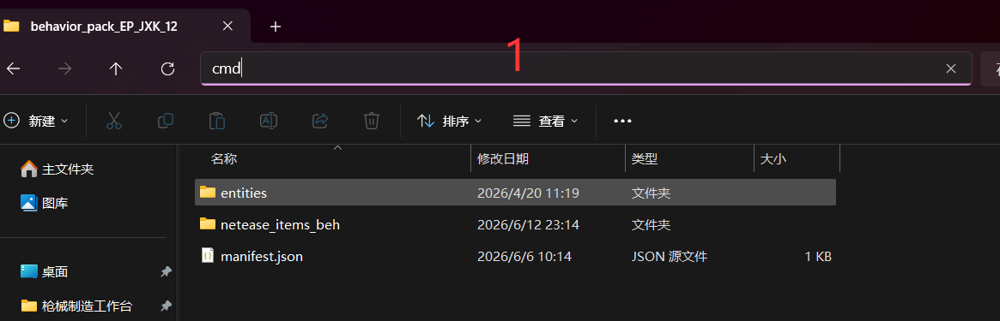 behavior_pack_EP_JXK_12
1
cmd
新建
排序
查看
名称 修改日期 类型 大小
主文件夹
entities 2026/4/20 11:19 文件夹
图库
netease_items_beh 2026/6/12 23:14 文件夹
manifest.json 2026/6/6 10:14 JSON 源文件 1 KB
桌面
枪械制造工作台